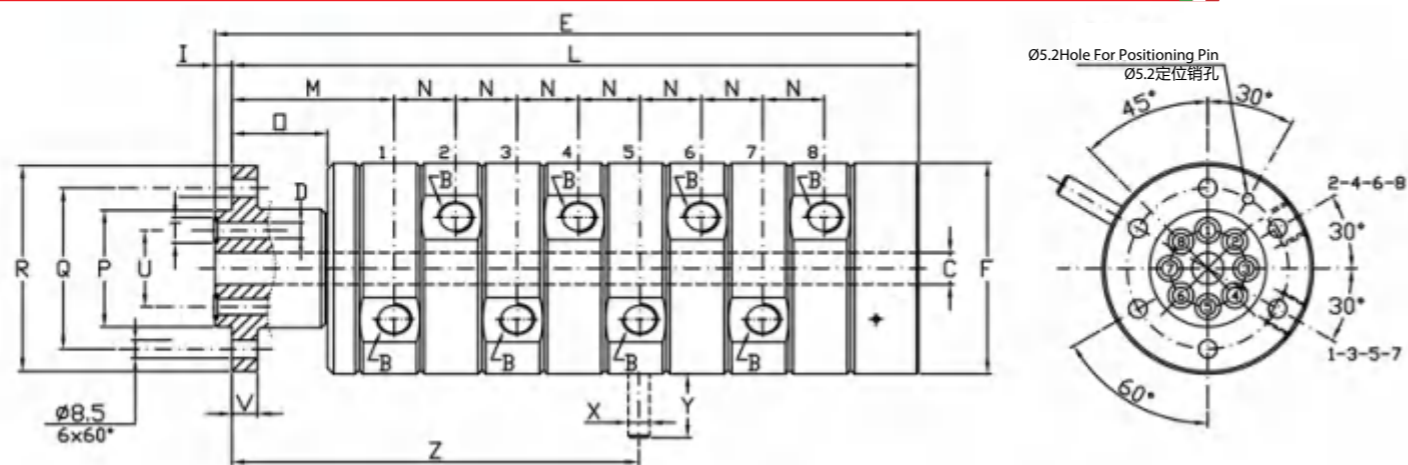 E
I
L
M
N
N
N
N
N
N
N
O
1
2
3
4
5
6
7
8
D
B
B
B
B
B
B
B
B
R
Q
P
U
C
F
V
X
Y
Z
Ø8.5
6x60°
Ø5.2Hole For Positioning Pin
Ø5.2定位销孔
45°
30°
2-4-6-8
30°
30°
1-3-5-7
60°
1
2
3
4
5
6
7
8